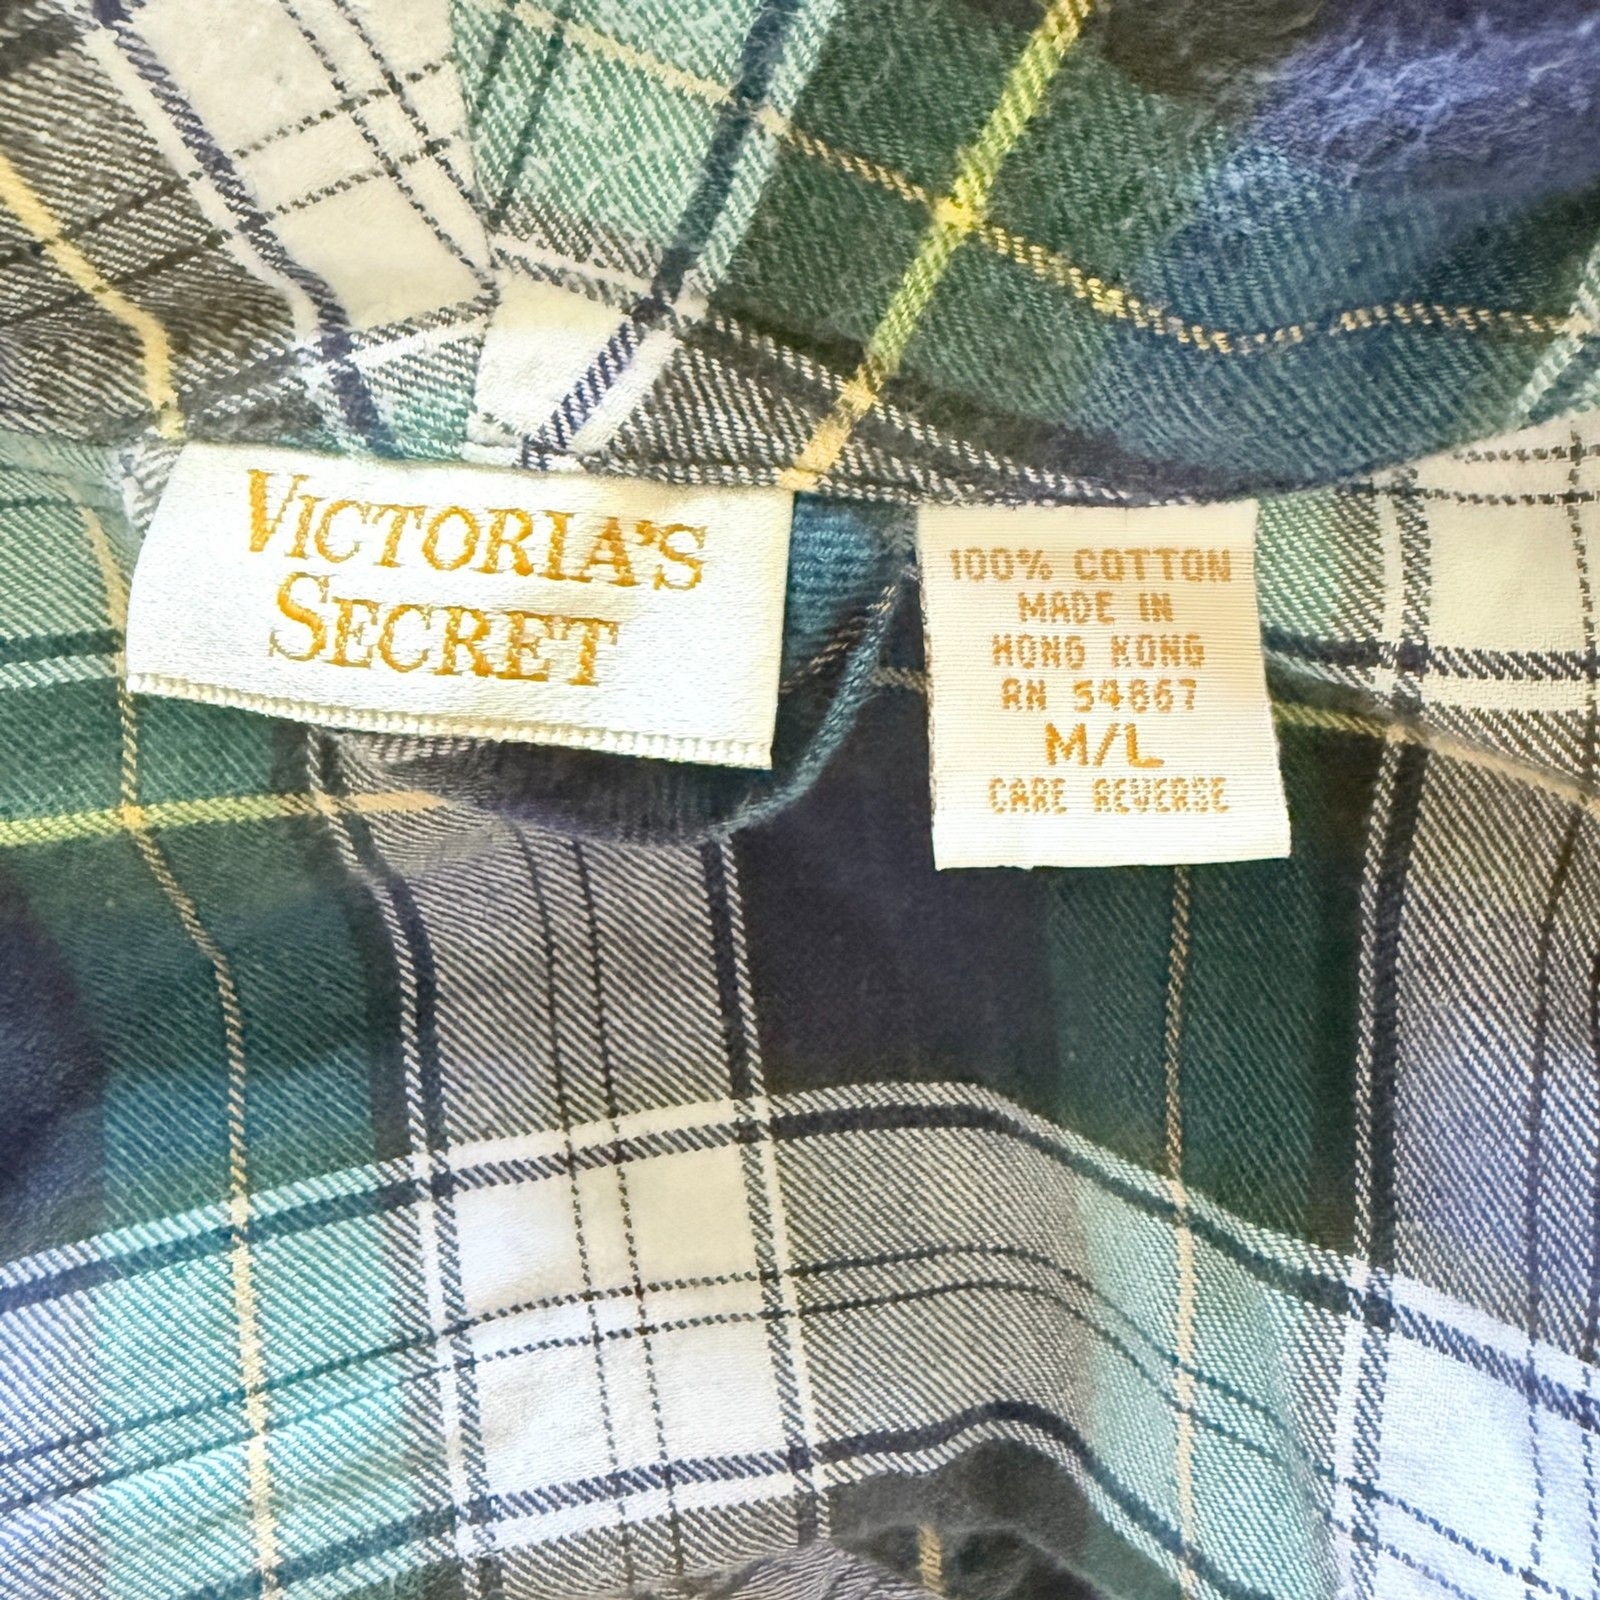 VICTORIA'S
SECRET
100% COTTON
MADE IN
HONG KONG
RN 54867
M/L
CARE REVERSE